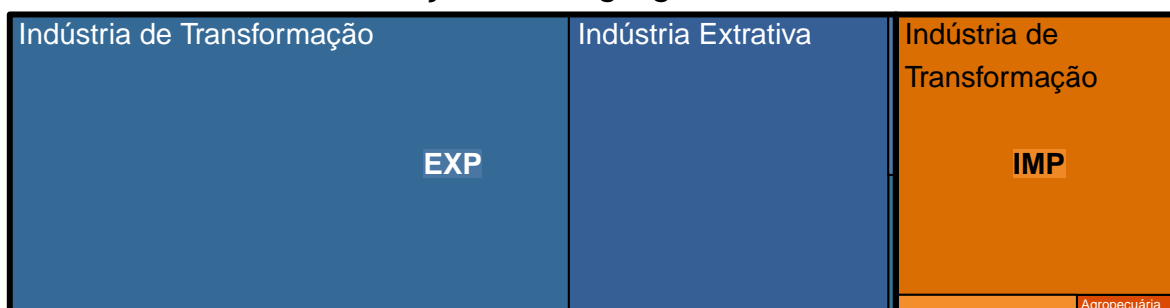 Indústria de Transformação
Indústria Extrativa
EXP
Indústria de
Transformação
IMP
Agropecuária